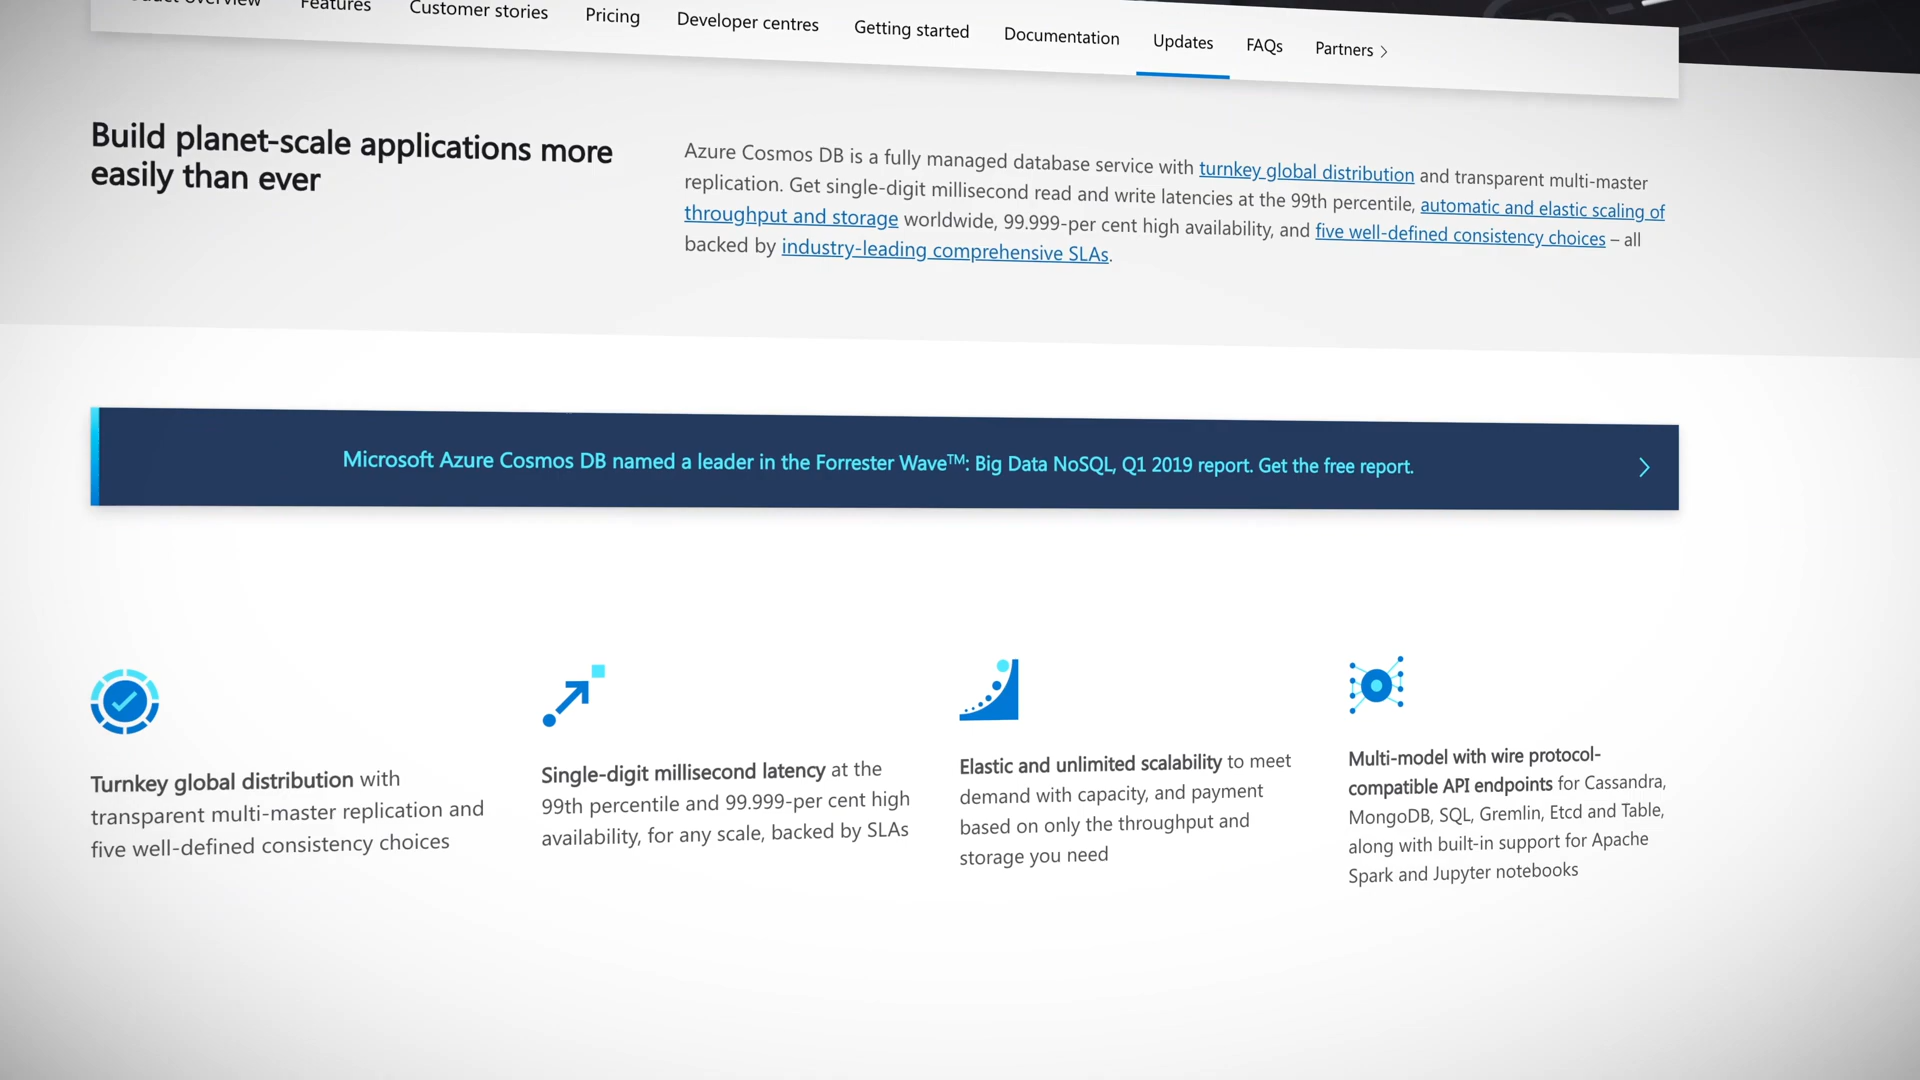 Features
Customer stories
Pricing
Developer centres
Getting started
Documentation
Updates
FAQs
Partners
Build planet-scale applications more
easily than ever
Azure Cosmos DB is a fully managed database service with turnkey global distribution and transparent multi-master
replication. Get single-digit millisecond read and write latencies at the 99th percentile, automatic and elastic scaling of
throughput and storage worldwide, 99.999-per cent high availability, and five well-defined consistency choices – all
backed by industry-leading comprehensive SLAs.
Microsoft Azure Cosmos DB named a leader in the Forrester Wave™: Big Data NoSQL, Q1 2019 report. Get the free report.
Turnkey global distribution with
transparent multi-master replication and
five well-defined consistency choices
Single-digit millisecond latency at the
99th percentile and 99.999-per cent high
availability, for any scale, backed by SLAs
Elastic and unlimited scalability to meet
demand with capacity, and payment
based on only the throughput and
storage you need
Multi-model with wire protocol-
compatible API endpoints for Cassandra,
MongoDB, SQL, Gremlin, Etcd and Table,
along with built-in support for Apache
Spark and Jupyter notebooks